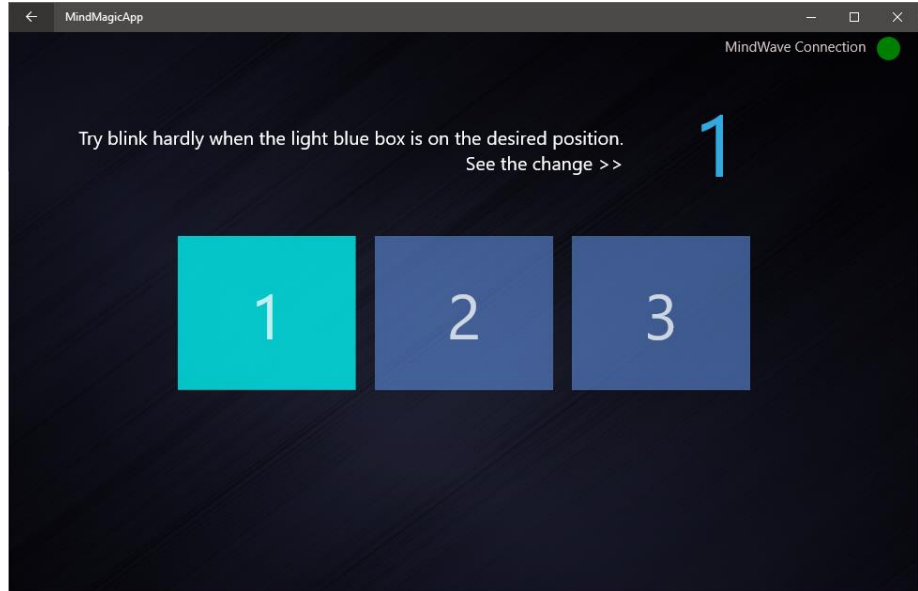 MindMagicApp
MindWave Connection
Try blink hardly when the light blue box is on the desired position.
See the change >>
1
1
2
3